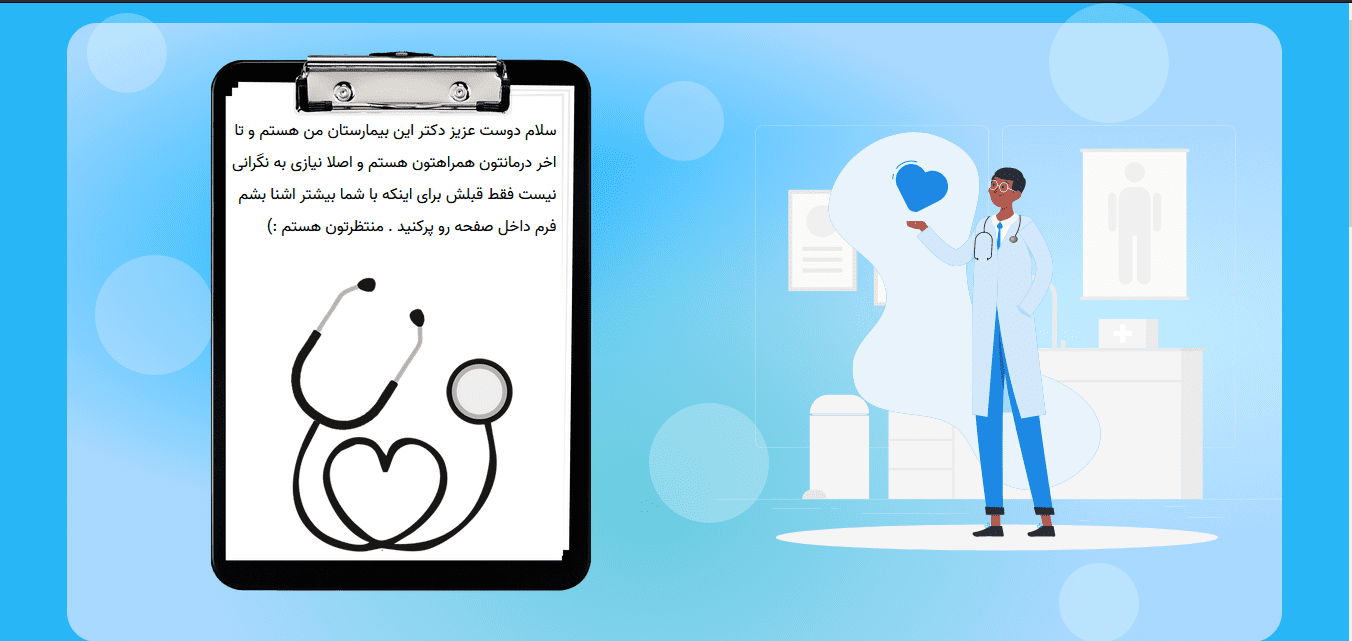 سلام دوست عزیز دکتر این بیمارستان من هستم و تا
اخر درمانتون همراهتون هستم و اصلا نیازی به نگرانی
نیست فقط قبلش برای اینکه با شما بیشتر اشنا بشم
فرم داخل صفحه رو پرکنید . منتظرتون هستم :)